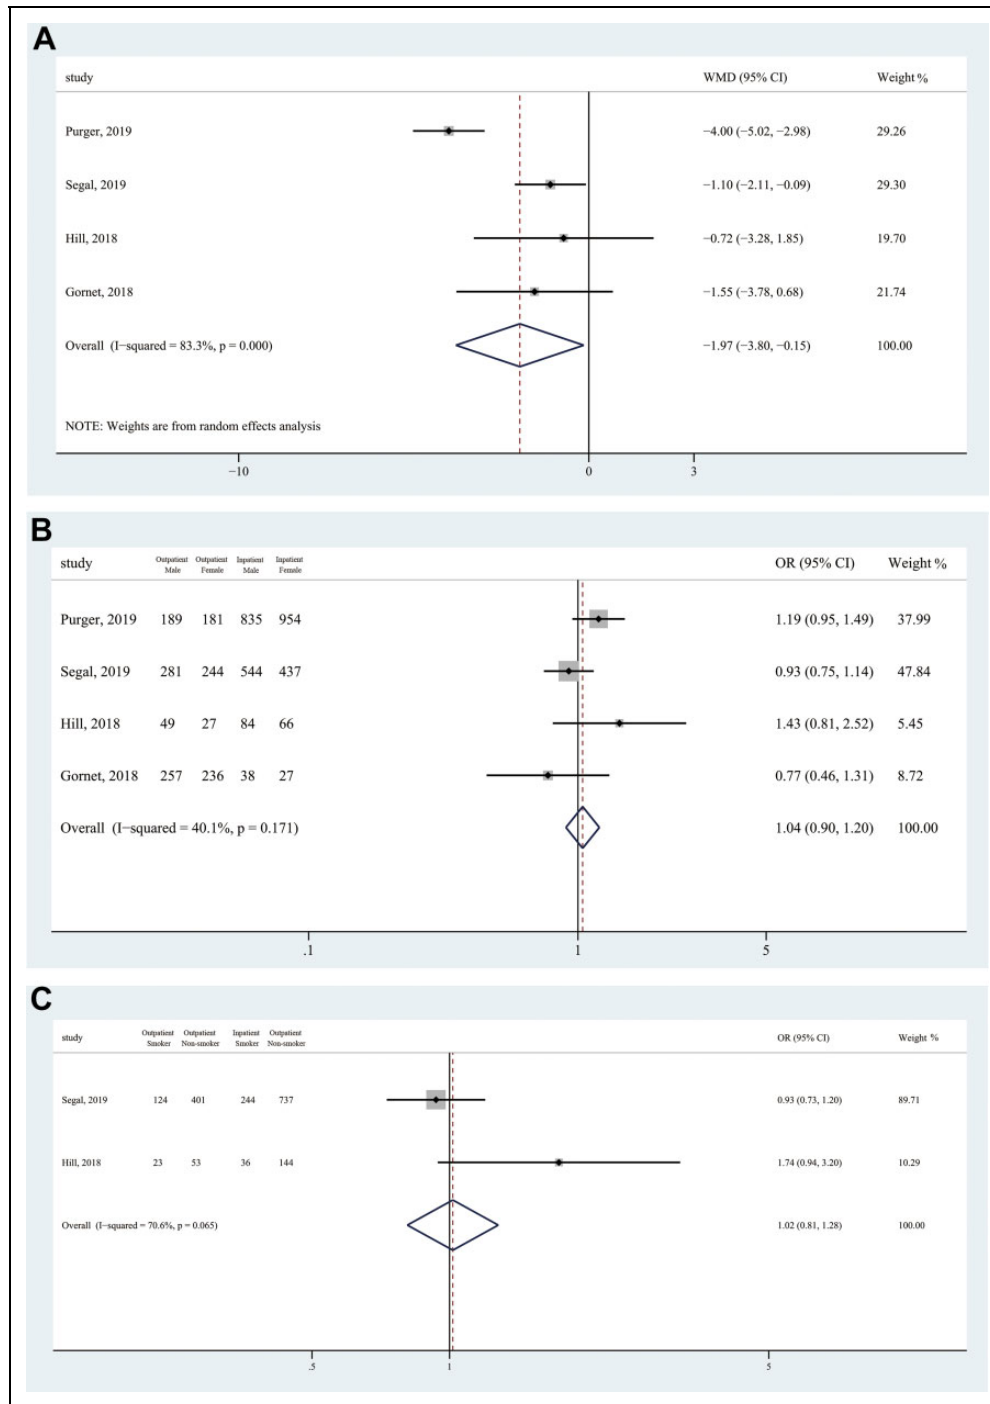 A
study WMD (95% CI) Weight %
Purger, 2019 −4.00 (−5.02, −2.98) 29.26
Segal, 2019 −1.10 (−2.11, −0.09) 29.30
Hill, 2018 −0.72 (−3.28, 1.85) 19.70
Gornet, 2018 −1.55 (−3.78, 0.68) 21.74
Overall (I−squared = 83.3%, p = 0.000) −1.97 (−3.80, −0.15) 100.00
NOTE: Weights are from random effects analysis
−10 0 3
B
study Outpatient Male Outpatient Female Inpatient Male Inpatient Female OR (95% CI) Weight %
Purger, 2019 189 181 835 954 1.19 (0.95, 1.49) 37.99
Segal, 2019 281 244 544 437 0.93 (0.75, 1.14) 47.84
Hill, 2018 49 27 84 66 1.43 (0.81, 2.52) 5.45
Gornet, 2018 257 236 38 27 0.77 (0.46, 1.31) 8.72
Overall (I−squared = 40.1%, p = 0.171) 1.04 (0.90, 1.20) 100.00
.1 1 5
C
study Outpatient Smoker Outpatient Non-smoker Inpatient Smoker Outpatient Non-smoker OR (95% CI) Weight %
Segal, 2019 124 401 244 737 0.93 (0.73, 1.20) 89.71
Hill, 2018 23 53 36 144 1.74 (0.94, 3.20) 10.29
Overall (I−squared = 70.6%, p = 0.065) 1.02 (0.81, 1.28) 100.00
.5 1 5